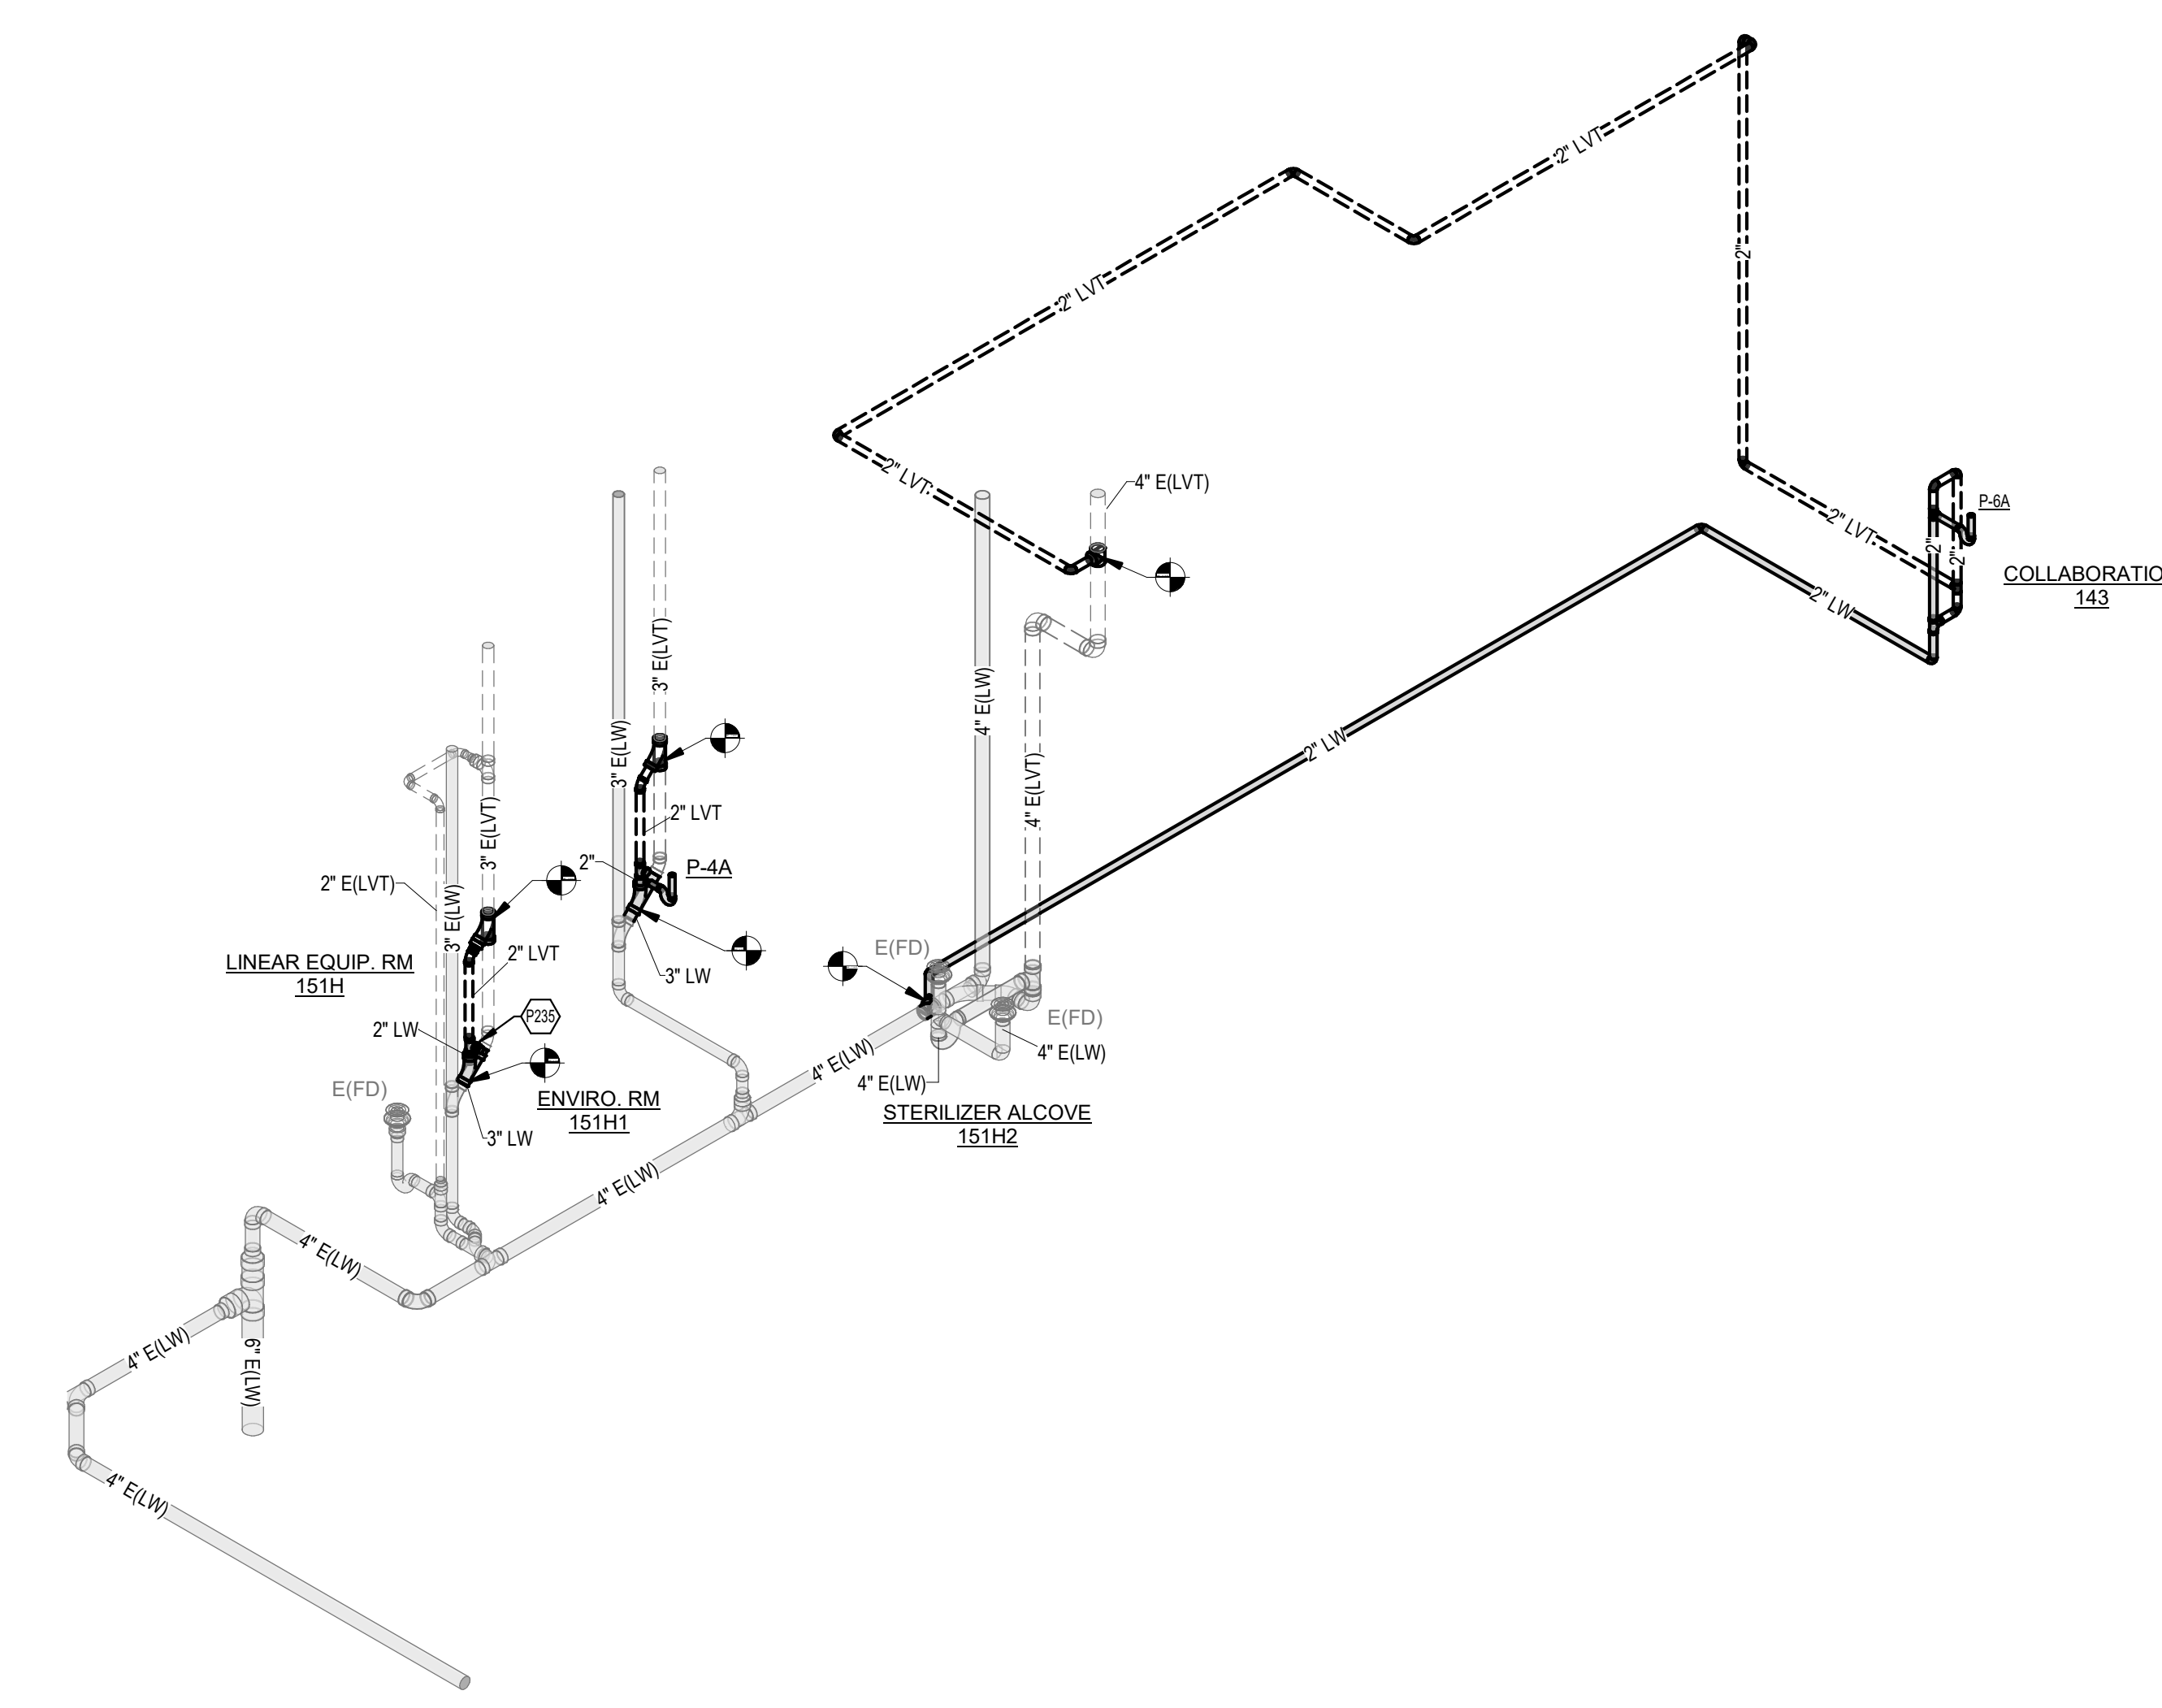 2" LVT
2" LVT
2"
2" LVT
4" E(LVT)
P-6A
2" LVT
2"
2"
COLLABORATIO
143
2" LW
3" E(LVT)
4" E(LW)
3" E(LW)
2" LW
4" E(LVT)
2" LVT
3" E(LVT)
2"
P-4A
2" E(LVT)
3" E(LW)
LINEAR EQUIP. RM
151H
2" LVT
E(FD)
3" LW
P235
2" LW
E(FD)
4" E(LW)
4" E(LW)
4" E(LW)
E(FD)
ENVIRO. RM
151H1
STERILIZER ALCOVE
151H2
3" LW
4" E(LW)
4" E(LW)
4" E(LW)
6" E(LW)
4" E(LW)